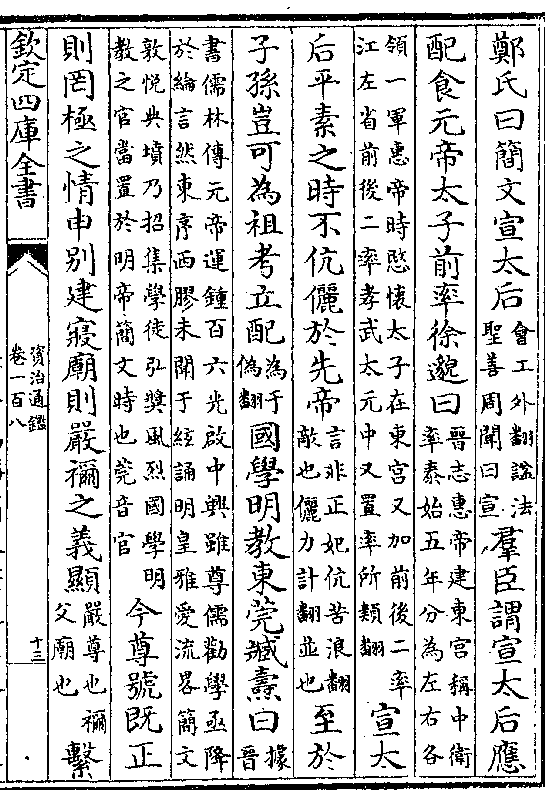 鄭氏曰簡文宣太后會工外翻諡法聖善周聞曰宣羣臣謂宣太后應
配食元帝太子前率徐邈曰晉志惠帝建東宫稱中衛率泰始五年分為左右各
領一軍惠帝時愍懷太子在東宫又加前後二率江左省前後二率孝武太元中又置率所類翻宣太
后平素之時不伉儷於先帝言非正妃伉苦浪翻敵也儷力計翻並也至於
子孫豈可為祖考立配為于偽翻國學明教東莞臧燾曰據晉
書儒林傳元帝運鍾百六光啟中興雖尊儒勸學亟降於綸言然東序西膠未聞于絃誦明皇雅愛流畧簡文
敦悦典墳乃招集學徒弘獎風烈國學明教之官當置於明帝簡文時也莞音官今尊號既正
則罔極之情申别建寢廟則嚴禰之義顯嚴尊也禰父廟也繫
欽定四庫全書
資治通鑑
卷一百八
十三